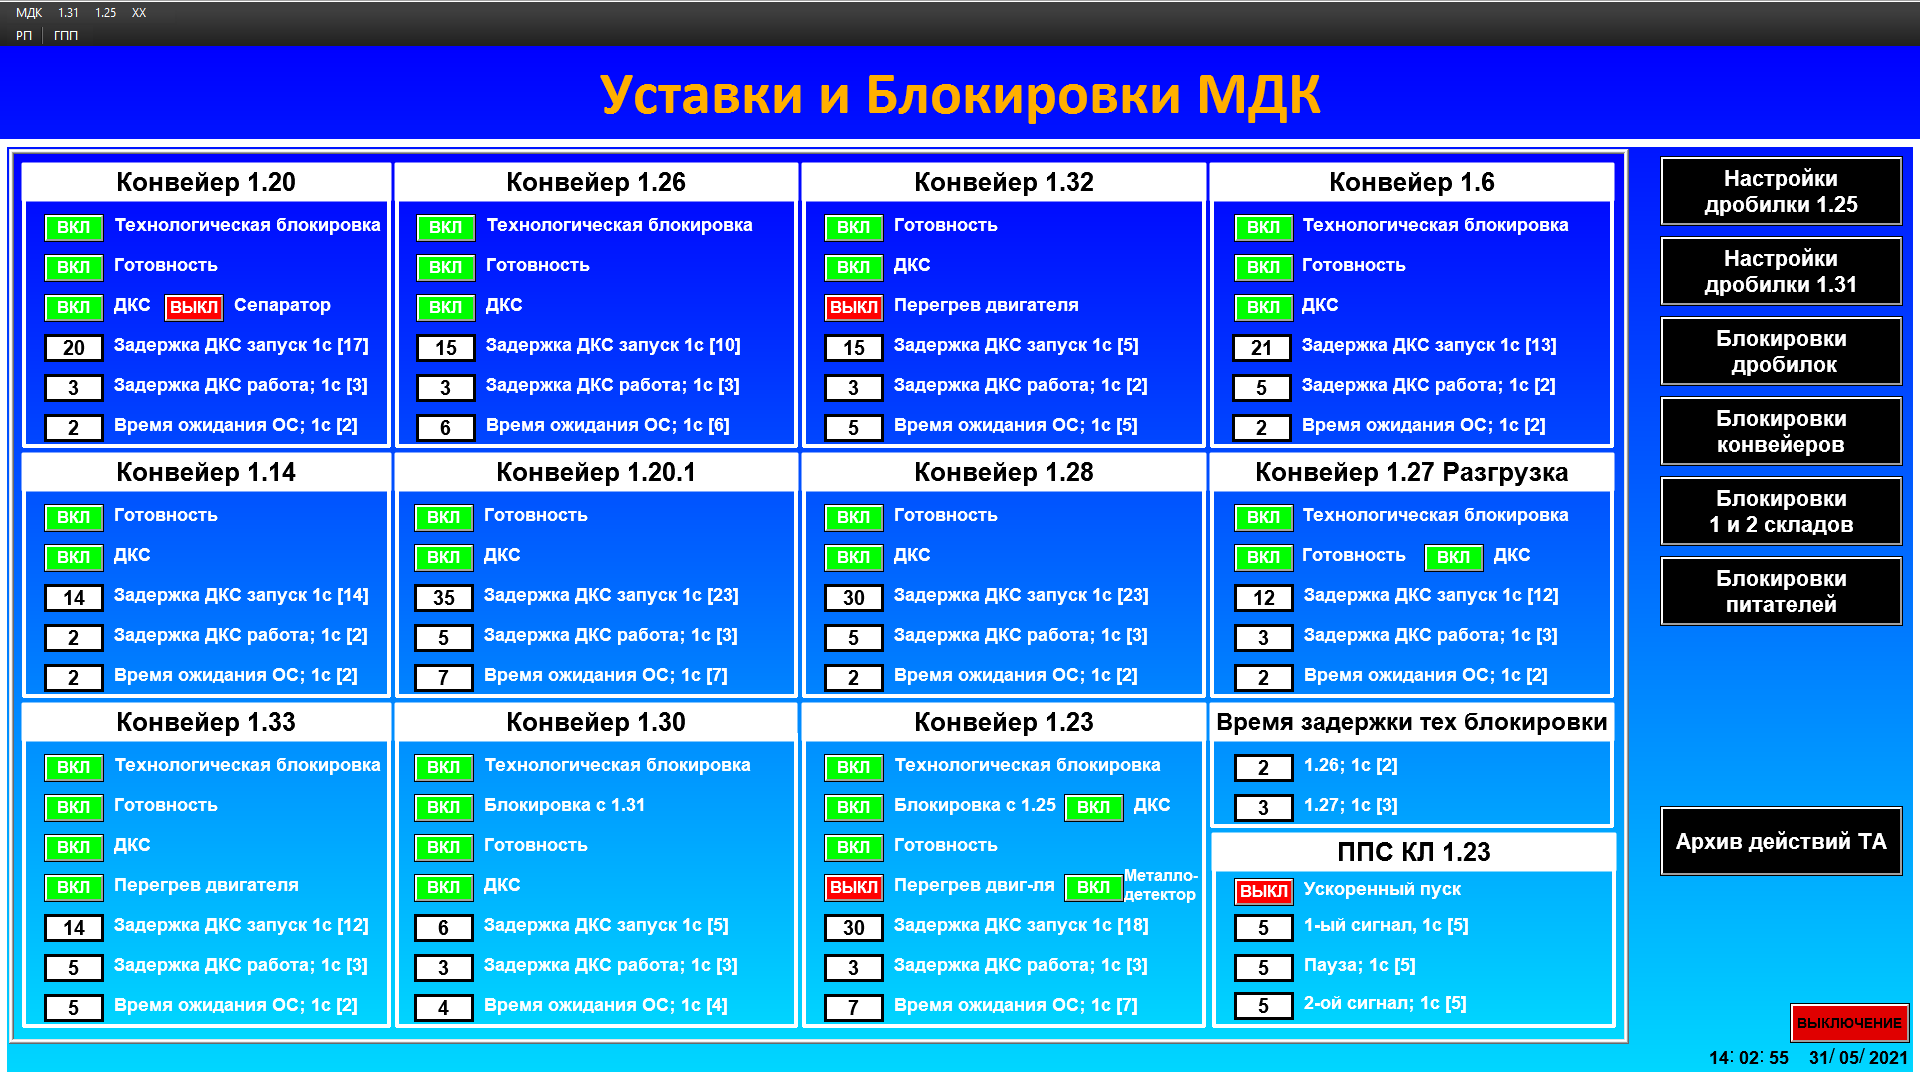 МДК 1.31 1.25 XX
РП ГПП
Уставки и Блокировки МДК
Конвейер 1.20
ВКЛ Технологическая блокировка
ВКЛ Готовность
ВКЛ ДКС ВЫКЛ Сепаратор
20 Задержка ДКС запуск 1с [17]
3 Задержка ДКС работа; 1с [3]
2 Время ожидания ОС; 1с [2]
Конвейер 1.26
ВКЛ Технологическая блокировка
ВКЛ Готовность
ВКЛ ДКС
15 Задержка ДКС запуск 1с [10]
3 Задержка ДКС работа; 1с [3]
6 Время ожидания ОС; 1с [6]
Конвейер 1.32
ВКЛ Готовность
ВКЛ ДКС
ВЫКЛ Перегрев двигателя
15 Задержка ДКС запуск 1с [5]
3 Задержка ДКС работа; 1с [2]
5 Время ожидания ОС; 1с [5]
Конвейер 1.6
ВКЛ Технологическая блокировка
ВКЛ Готовность
ВКЛ ДКС
21 Задержка ДКС запуск 1с [13]
5 Задержка ДКС работа; 1с [2]
2 Время ожидания ОС; 1с [2]
Конвейер 1.14
ВКЛ Готовность
ВКЛ ДКС
14 Задержка ДКС запуск 1с [14]
2 Задержка ДКС работа; 1с [2]
2 Время ожидания ОС; 1с [2]
Конвейер 1.20.1
ВКЛ Готовность
ВКЛ ДКС
35 Задержка ДКС запуск 1с [23]
5 Задержка ДКС работа; 1с [3]
7 Время ожидания ОС; 1с [7]
Конвейер 1.28
ВКЛ Готовность
ВКЛ ДКС
30 Задержка ДКС запуск 1с [23]
5 Задержка ДКС работа; 1с [3]
2 Время ожидания ОС; 1с [2]
Конвейер 1.27 Разгрузка
ВКЛ Технологическая блокировка
ВКЛ Готовность ВКЛ ДКС
12 Задержка ДКС запуск 1с [12]
3 Задержка ДКС работа; 1с [3]
2 Время ожидания ОС; 1с [2]
Конвейер 1.33
ВКЛ Технологическая блокировка
ВКЛ Готовность
ВКЛ ДКС
ВКЛ Перегрев двигателя
14 Задержка ДКС запуск 1с [12]
5 Задержка ДКС работа; 1с [3]
5 Время ожидания ОС; 1с [2]
Конвейер 1.30
ВКЛ Технологическая блокировка
ВКЛ Блокировка с 1.31
ВКЛ Готовность
ВКЛ ДКС
6 Задержка ДКС запуск 1с [5]
3 Задержка ДКС работа; 1с [3]
4 Время ожидания ОС; 1с [4]
Конвейер 1.23
ВКЛ Технологическая блокировка
ВКЛ Блокировка с 1.25 ВКЛ ДКС
ВКЛ Готовность
ВЫКЛ Перегрев двиг-ля ВКЛ Металло-
детектор
30 Задержка ДКС запуск 1с [18]
3 Задержка ДКС работа; 1с [3]
7 Время ожидания ОС; 1с [7]
Время задержки тех блокировки
2 1.26; 1с [2]
3 1.27; 1с [3]
ППС КЛ 1.23
ВЫКЛ Ускоренный пуск
5 1-ый сигнал, 1с [5]
5 Пауза; 1с [5]
5 2-ой сигнал; 1с [5]
Настройки
дробилки 1.25
Настройки
дробилки 1.31
Блокировки
дробилок
Блокировки
конвейеров
Блокировки
1 и 2 складов
Блокировки
питателей
Архив действий ТА
ВЫКЛЮЧЕНИЕ
14: 02: 55 31/ 05/ 2021